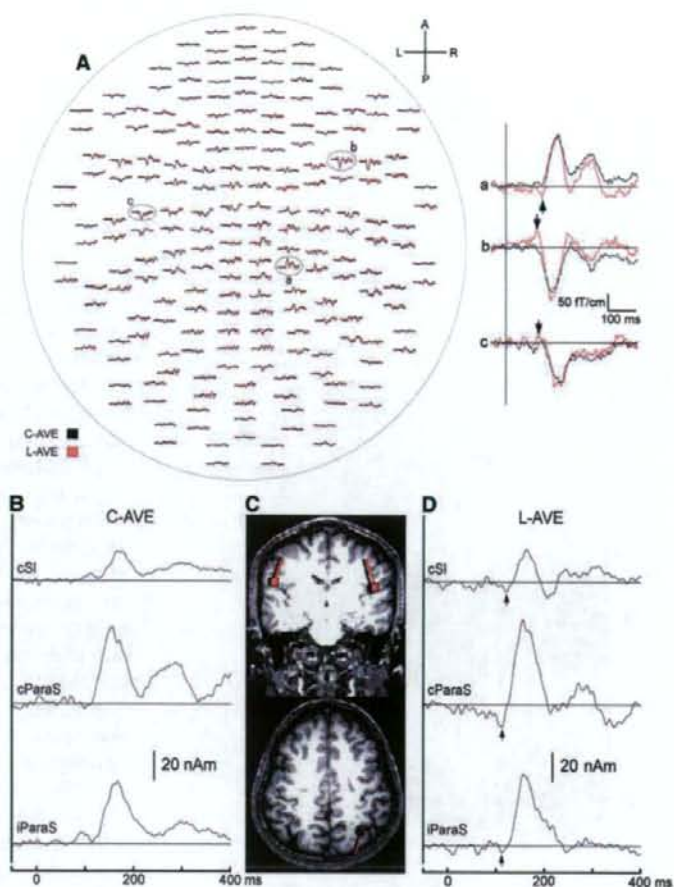 A
A
L R
P
b
c
a
a
b
50 fT/cm
100 ms
c
C-AVE
L-AVE
B C D
C-AVE L-AVE
cSI cSI
cParaS cParaS
20 nAm 20 nAm
iParaS iParaS
0 200 400 ms 0 200 400 ms